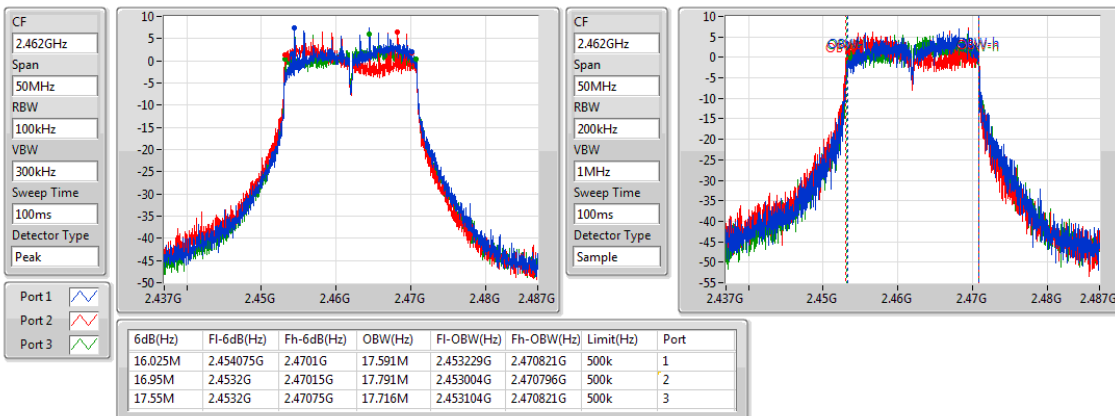 CF
2.462GHz
Span
50MHz
RBW
100kHz
VBW
300kHz
Sweep Time
100ms
Detector Type
Peak
Port 1
Port 2
Port 3
10
5
0
-5
-10
-15
-20
-25
-30
-35
-40
-45
-50
2.437G 2.45G 2.46G 2.47G 2.48G 2.487G
CF
2.462GHz
Span
50MHz
RBW
200kHz
VBW
1MHz
Sweep Time
100ms
Detector Type
Sample
10
5
0
-5
-10
-15
-20
-25
-30
-35
-40
-45
-50
-55
OBW-h
2.437G 2.45G 2.46G 2.47G 2.48G 2.487G
6dB(Hz) Fl-6dB(Hz) Fh-6dB(Hz) OBW(Hz) Fl-OBW(Hz) Fh-OBW(Hz) Limit(Hz) Port
16.025M 2.454075G 2.4701G 17.591M 2.453229G 2.470821G 500k 1
16.95M 2.4532G 2.47015G 17.791M 2.453004G 2.470796G 500k 2
17.55M 2.4532G 2.47075G 17.716M 2.453104G 2.470821G 500k 3